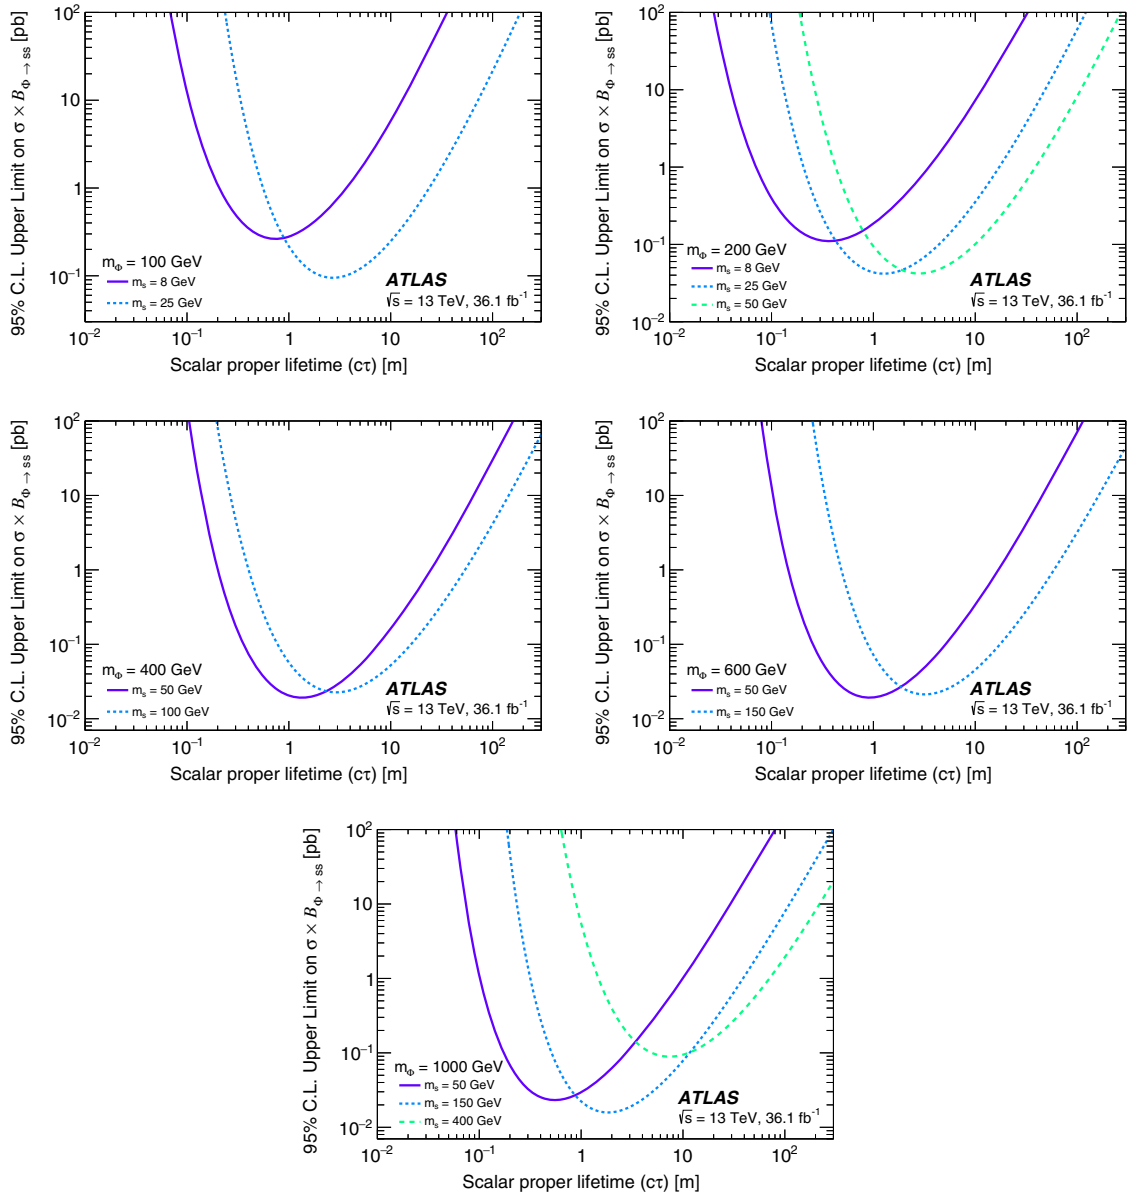 95% C.L. Upper Limit on σ × B_{Φ → ss} [pb]
10²
10
1
10⁻¹
m_Φ = 100 GeV
m_s = 8 GeV
m_s = 25 GeV
ATLAS
√s = 13 TeV, 36.1 fb⁻¹
10⁻² 10⁻¹ 1 10 10²
Scalar proper lifetime (cτ) [m]
95% C.L. Upper Limit on σ × B_{Φ → ss} [pb]
10²
10
1
10⁻¹
10⁻²
m_Φ = 200 GeV
m_s = 8 GeV
m_s = 25 GeV
m_s = 50 GeV
ATLAS
√s = 13 TeV, 36.1 fb⁻¹
10⁻² 10⁻¹ 1 10 10²
Scalar proper lifetime (cτ) [m]
95% C.L. Upper Limit on σ × B_{Φ → ss} [pb]
10²
10
1
10⁻¹
10⁻²
m_Φ = 400 GeV
m_s = 50 GeV
m_s = 100 GeV
ATLAS
√s = 13 TeV, 36.1 fb⁻¹
10⁻² 10⁻¹ 1 10 10²
Scalar proper lifetime (cτ) [m]
95% C.L. Upper Limit on σ × B_{Φ → ss} [pb]
10²
10
1
10⁻¹
10⁻²
m_Φ = 600 GeV
m_s = 50 GeV
m_s = 150 GeV
ATLAS
√s = 13 TeV, 36.1 fb⁻¹
10⁻² 10⁻¹ 1 10 10²
Scalar proper lifetime (cτ) [m]
95% C.L. Upper Limit on σ × B_{Φ → ss} [pb]
10²
10
1
10⁻¹
10⁻²
m_Φ = 1000 GeV
m_s = 50 GeV
m_s = 150 GeV
m_s = 400 GeV
ATLAS
√s = 13 TeV, 36.1 fb⁻¹
10⁻² 10⁻¹ 1 10 10²
Scalar proper lifetime (cτ) [m]